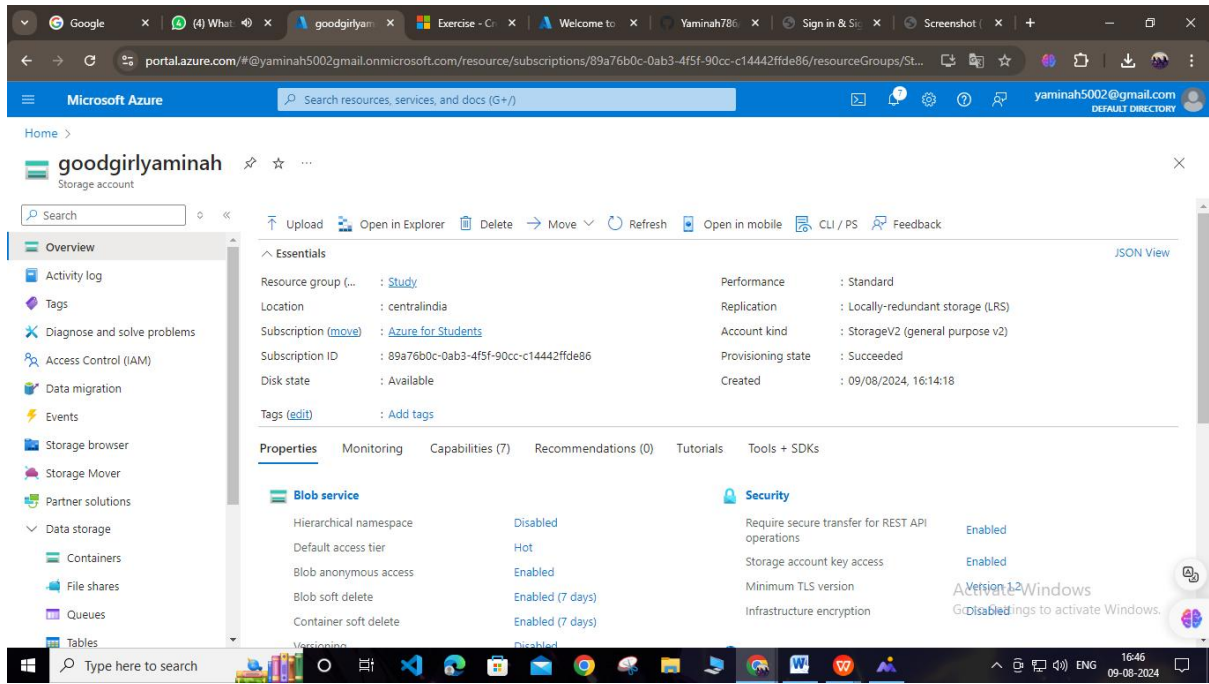 Google
(4) What
goodgirlyam
Exercise - Cr
Welcome to
Yaminah786
Sign in & Sig
Screenshot (
portal.azure.com/#@yaminah5002gmail.onmicrosoft.com/resource/subscriptions/89a76b0c-0ab3-4f5f-90cc-c14442ffde86/resourceGroups/St...
Microsoft Azure
Search resources, services, and docs (G+/)
7
yaminah5002@gmail.com
DEFAULT DIRECTORY
Home >
goodgirlyaminah
Storage account
Search
Overview
Activity log
Tags
Diagnose and solve problems
Access Control (IAM)
Data migration
Events
Storage browser
Storage Mover
Partner solutions
Data storage
Containers
File shares
Queues
Tables
Upload Open in Explorer Delete Move Refresh Open in mobile CLI / PS Feedback
Essentials
JSON View
Resource group (... : Study
Location : centralindia
Subscription (move) : Azure for Students
Subscription ID : 89a76b0c-0ab3-4f5f-90cc-c14442ffde86
Disk state : Available
Tags (edit) : Add tags
Performance : Standard
Replication : Locally-redundant storage (LRS)
Account kind : StorageV2 (general purpose v2)
Provisioning state : Succeeded
Created : 09/08/2024, 16:14:18
Properties Monitoring Capabilities (7) Recommendations (0) Tutorials Tools + SDKs
Blob service
Hierarchical namespace Disabled
Default access tier Hot
Blob anonymous access Enabled
Blob soft delete Enabled (7 days)
Container soft delete Enabled (7 days)
Versioning Disabled
Security
Require secure transfer for REST API
operations Enabled
Storage account key access Enabled
Minimum TLS version Version 1.2
Infrastructure encryption Disabled
Activate Windows
Go to Settings to activate Windows.
Type here to search
ENG
16:46
09-08-2024